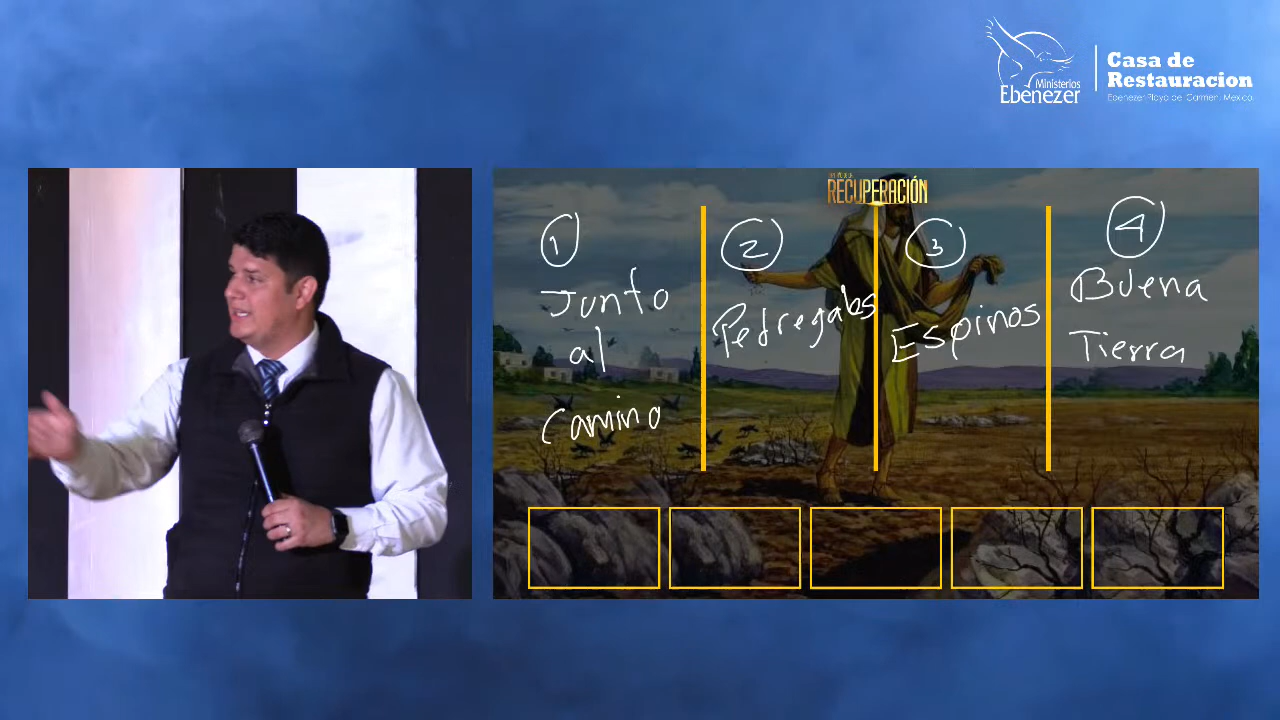 Ministerios
Ebenezer
Casa de
Restauracion
Ebenezer Playa del Carmen, Mexico
RECUPERACIÓN
1
Junto
al
Camino
2
Pedregales
3
Espinos
4
Buena
Tierra